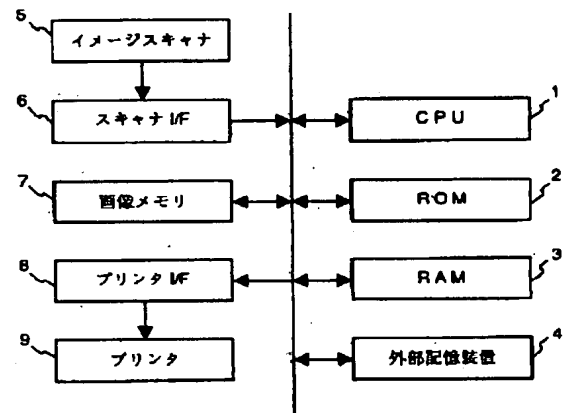 5
イメージスキャナ
6
スキャナ I/F
1
CPU
7
画像メモリ
2
ROM
8
プリンタ I/F
3
RAM
9
プリンタ
4
外部記憶装置